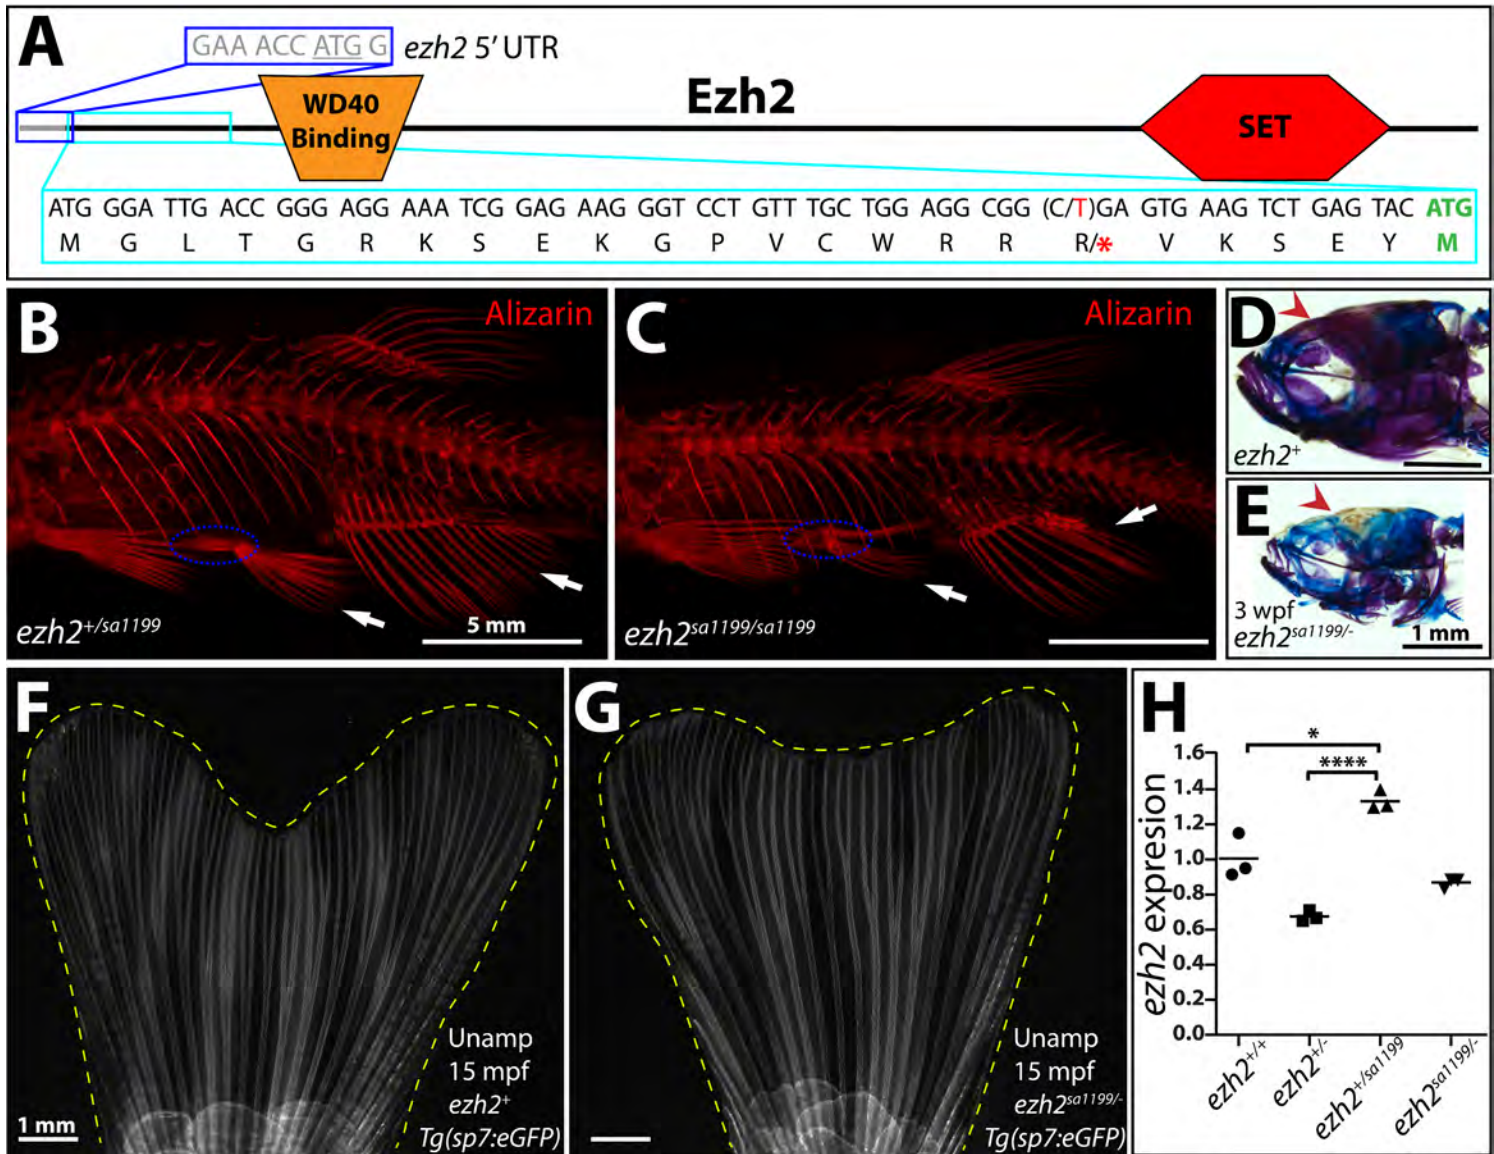 A
GAA ACC ATG G ezh2 5' UTR
Ezh2
WD40
Binding
SET
ATG GGA TTG ACC GGG AGG AAA TCG GAG AAG GGT CCT GTT TGC TGG AGG CGG (C/T)GA GTG AAG TCT GAG TAC ATG
M G L T G R K S E K G P V C W R R R/* V K S E Y M
B
Alizarin
ezh2+/sa1199
5 mm
C
Alizarin
ezh2sa1199/sa1199
D
ezh2+
E
3 wpf
ezh2sa1199/-
1 mm
F
Unamp
15 mpf
ezh2+
Tg(sp7:eGFP)
1 mm
G
Unamp
15 mpf
ezh2sa1199/-
Tg(sp7:eGFP)
H
*
****
ezh2 expresion
1.6
1.4
1.2
1.0
0.8
0.6
0.4
0.2
0.0
ezh2+/+
ezh2+/-
ezh2+/sa1199
ezh2sa1199/-